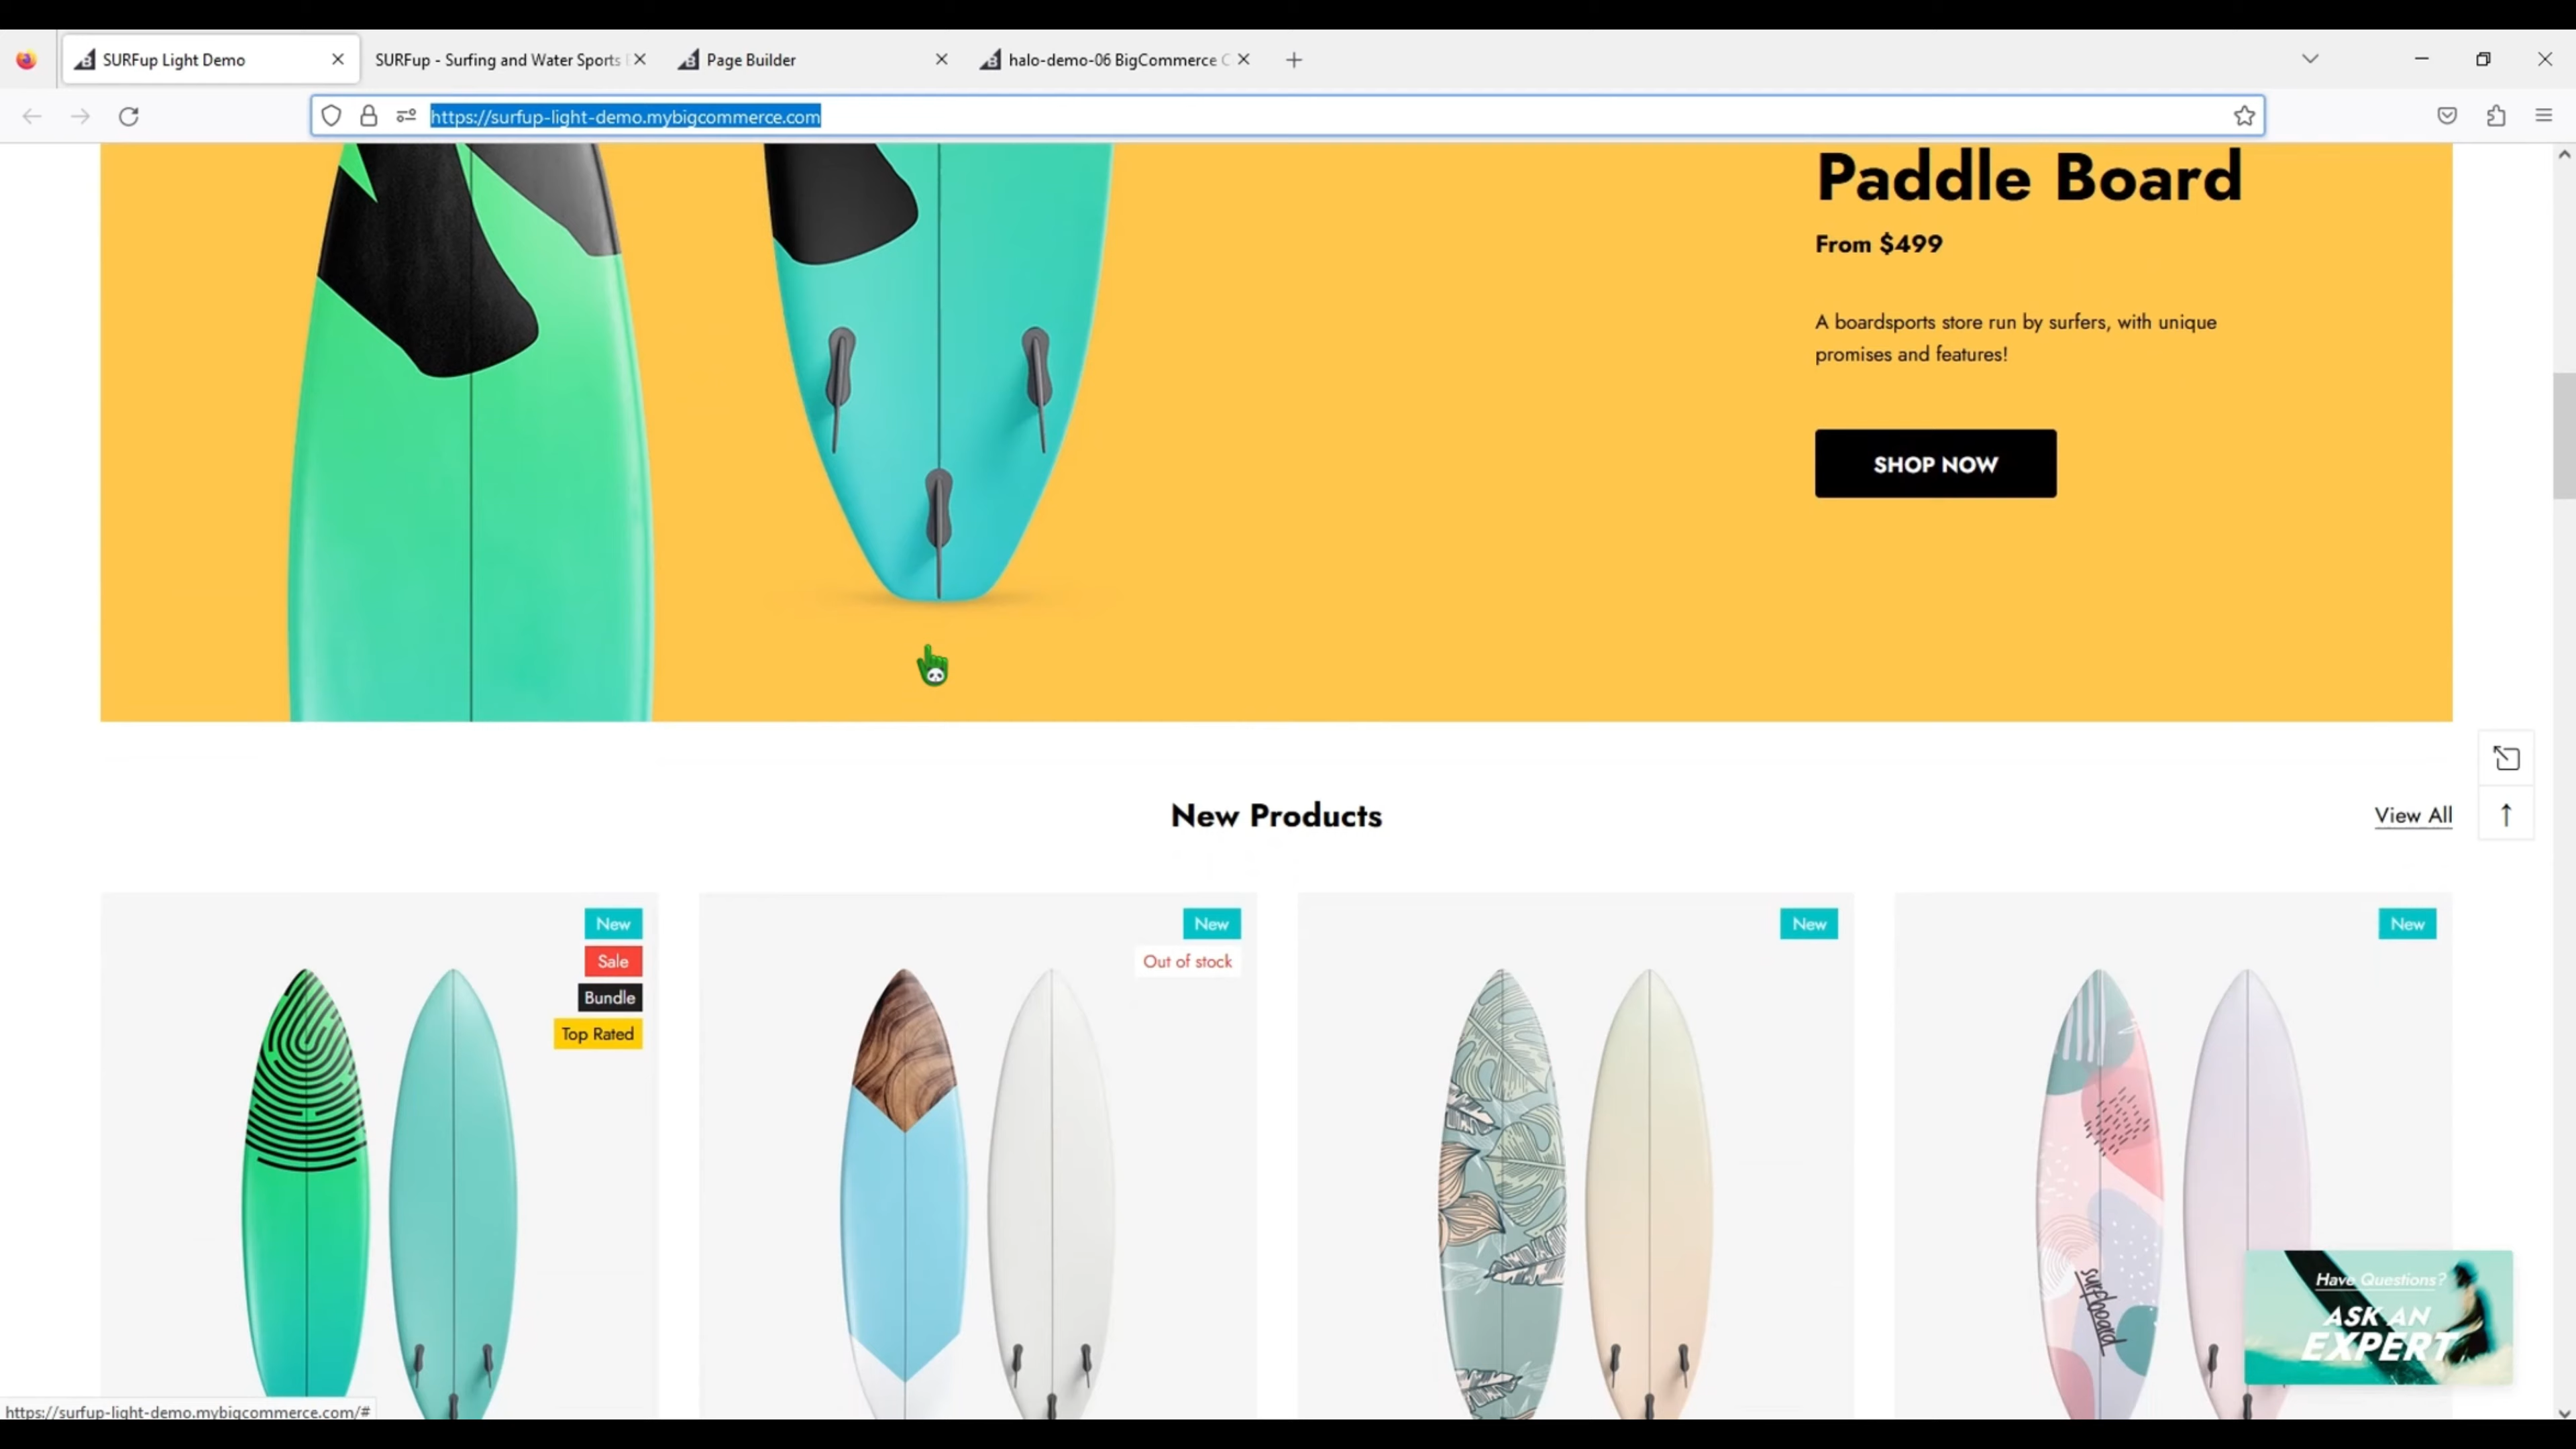 SURFup Light Demo
SURFup - Surfing and Water Sports
Page Builder
halo-demo-06 BigCommerce
https://surfup-light-demo.mybigcommerce.com
Paddle Board
From $499
A boardsports store run by surfers, with unique
promises and features!
SHOP NOW
New Products
View All
New
Sale
Bundle
Top Rated
New
Out of stock
New
New
surfboard
Have Questions?
ASK AN
EXPERT
https://surfup-light-demo.mybigcommerce.com/#